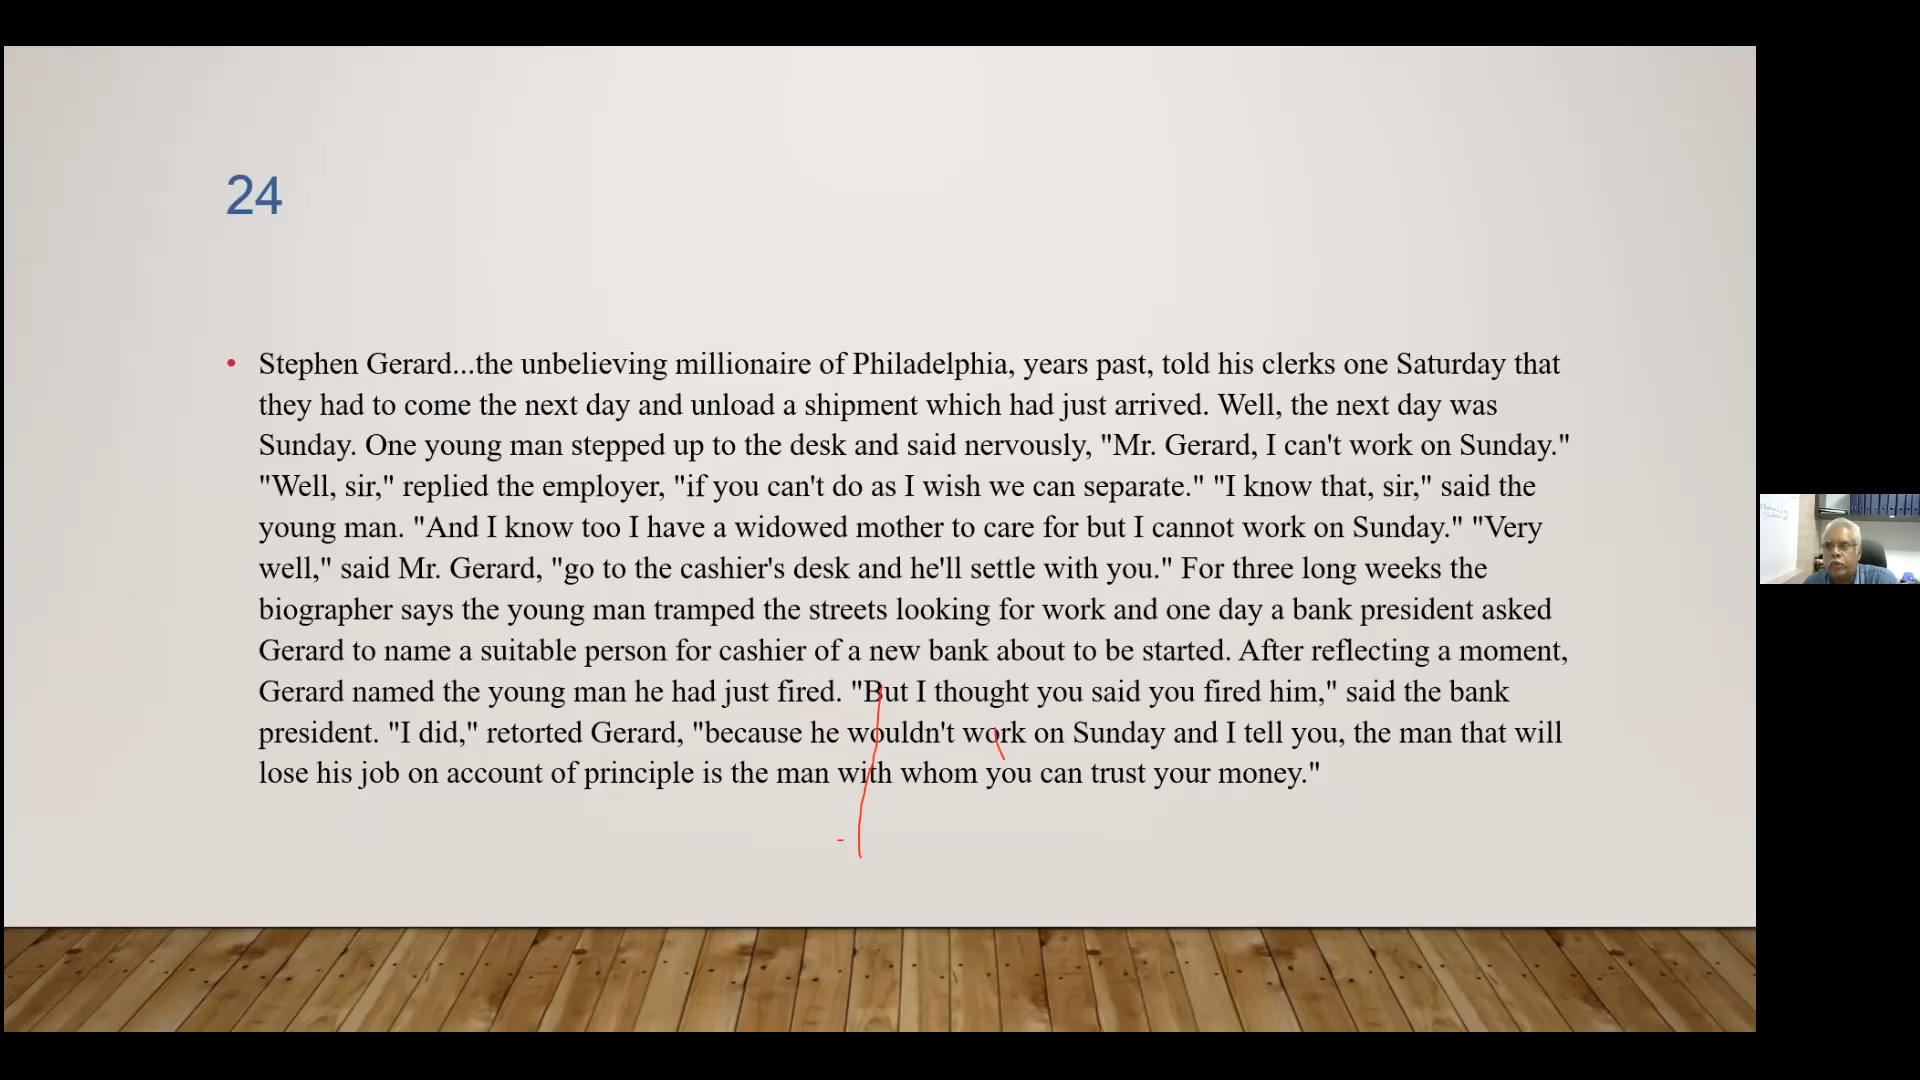 24
• Stephen Gerard...the unbelieving millionaire of Philadelphia, years past, told his clerks one Saturday that
they had to come the next day and unload a shipment which had just arrived. Well, the next day was
Sunday. One young man stepped up to the desk and said nervously, "Mr. Gerard, I can't work on Sunday."
"Well, sir," replied the employer, "if you can't do as I wish we can separate." "I know that, sir," said the
young man. "And I know too I have a widowed mother to care for but I cannot work on Sunday." "Very
well," said Mr. Gerard, "go to the cashier's desk and he'll settle with you." For three long weeks the
biographer says the young man tramped the streets looking for work and one day a bank president asked
Gerard to name a suitable person for cashier of a new bank about to be started. After reflecting a moment,
Gerard named the young man he had just fired. "But I thought you said you fired him," said the bank
president. "I did," retorted Gerard, "because he wouldn't work on Sunday and I tell you, the man that will
lose his job on account of principle is the man with whom you can trust your money."